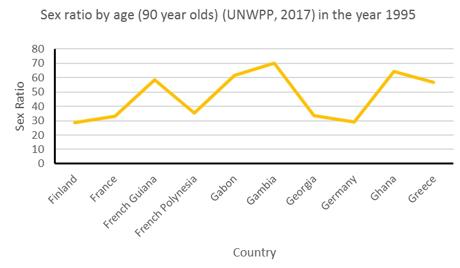 Sex ratio by age (90 year olds) (UNWPP, 2017) in the year 1995
80
70
60
50
40
30
20
10
0
Sex Ratio
Finland
France
French Guiana
French Polynesia
Gabon
Gambia
Georgia
Germany
Ghana
Greece
Country